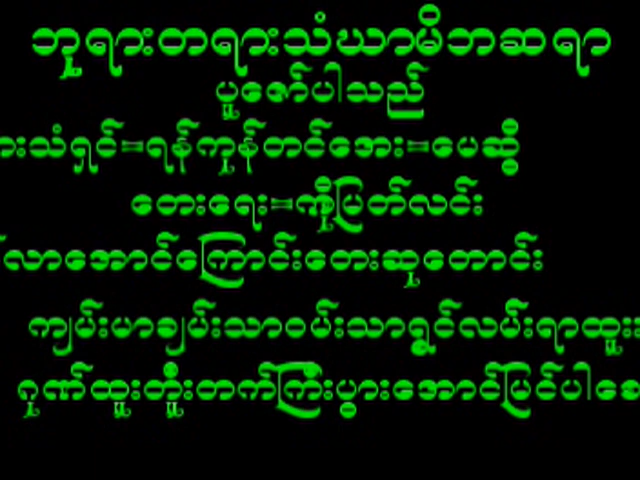 ဘုရားတရားသံဃာမိဘဆရာ
ပူဇော်ပါသည်
ားသံရှင်=ရန်ကုန်တင်အေး=ပေဆို့
တေးရေး=ကိုမြတ်လင်း
လာအောင်ကြောင်းတေးဆုတောင်း
ကျမ်းမာချမ်းသာဝမ်းသာရွှင်လမ်းရာထူး
ဂုဏ်ထူးတိုးတက်ကြီးပွားအောင်မြင်ပါစေ